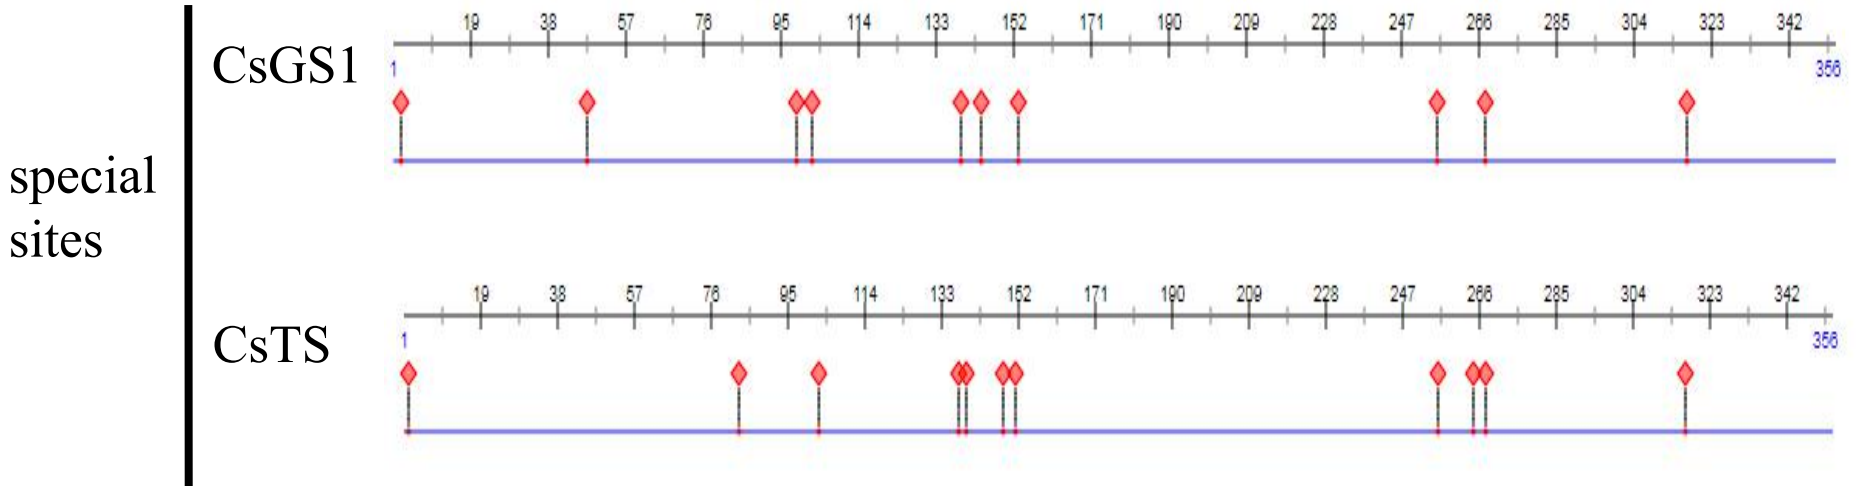 19 38 57 76 95 114 133 152 171 190 209 228 247 266 285 304 323 342
CsGS1
1 356
special
sites
19 38 57 76 95 114 133 152 171 190 209 228 247 266 285 304 323 342
CsTS
1 356